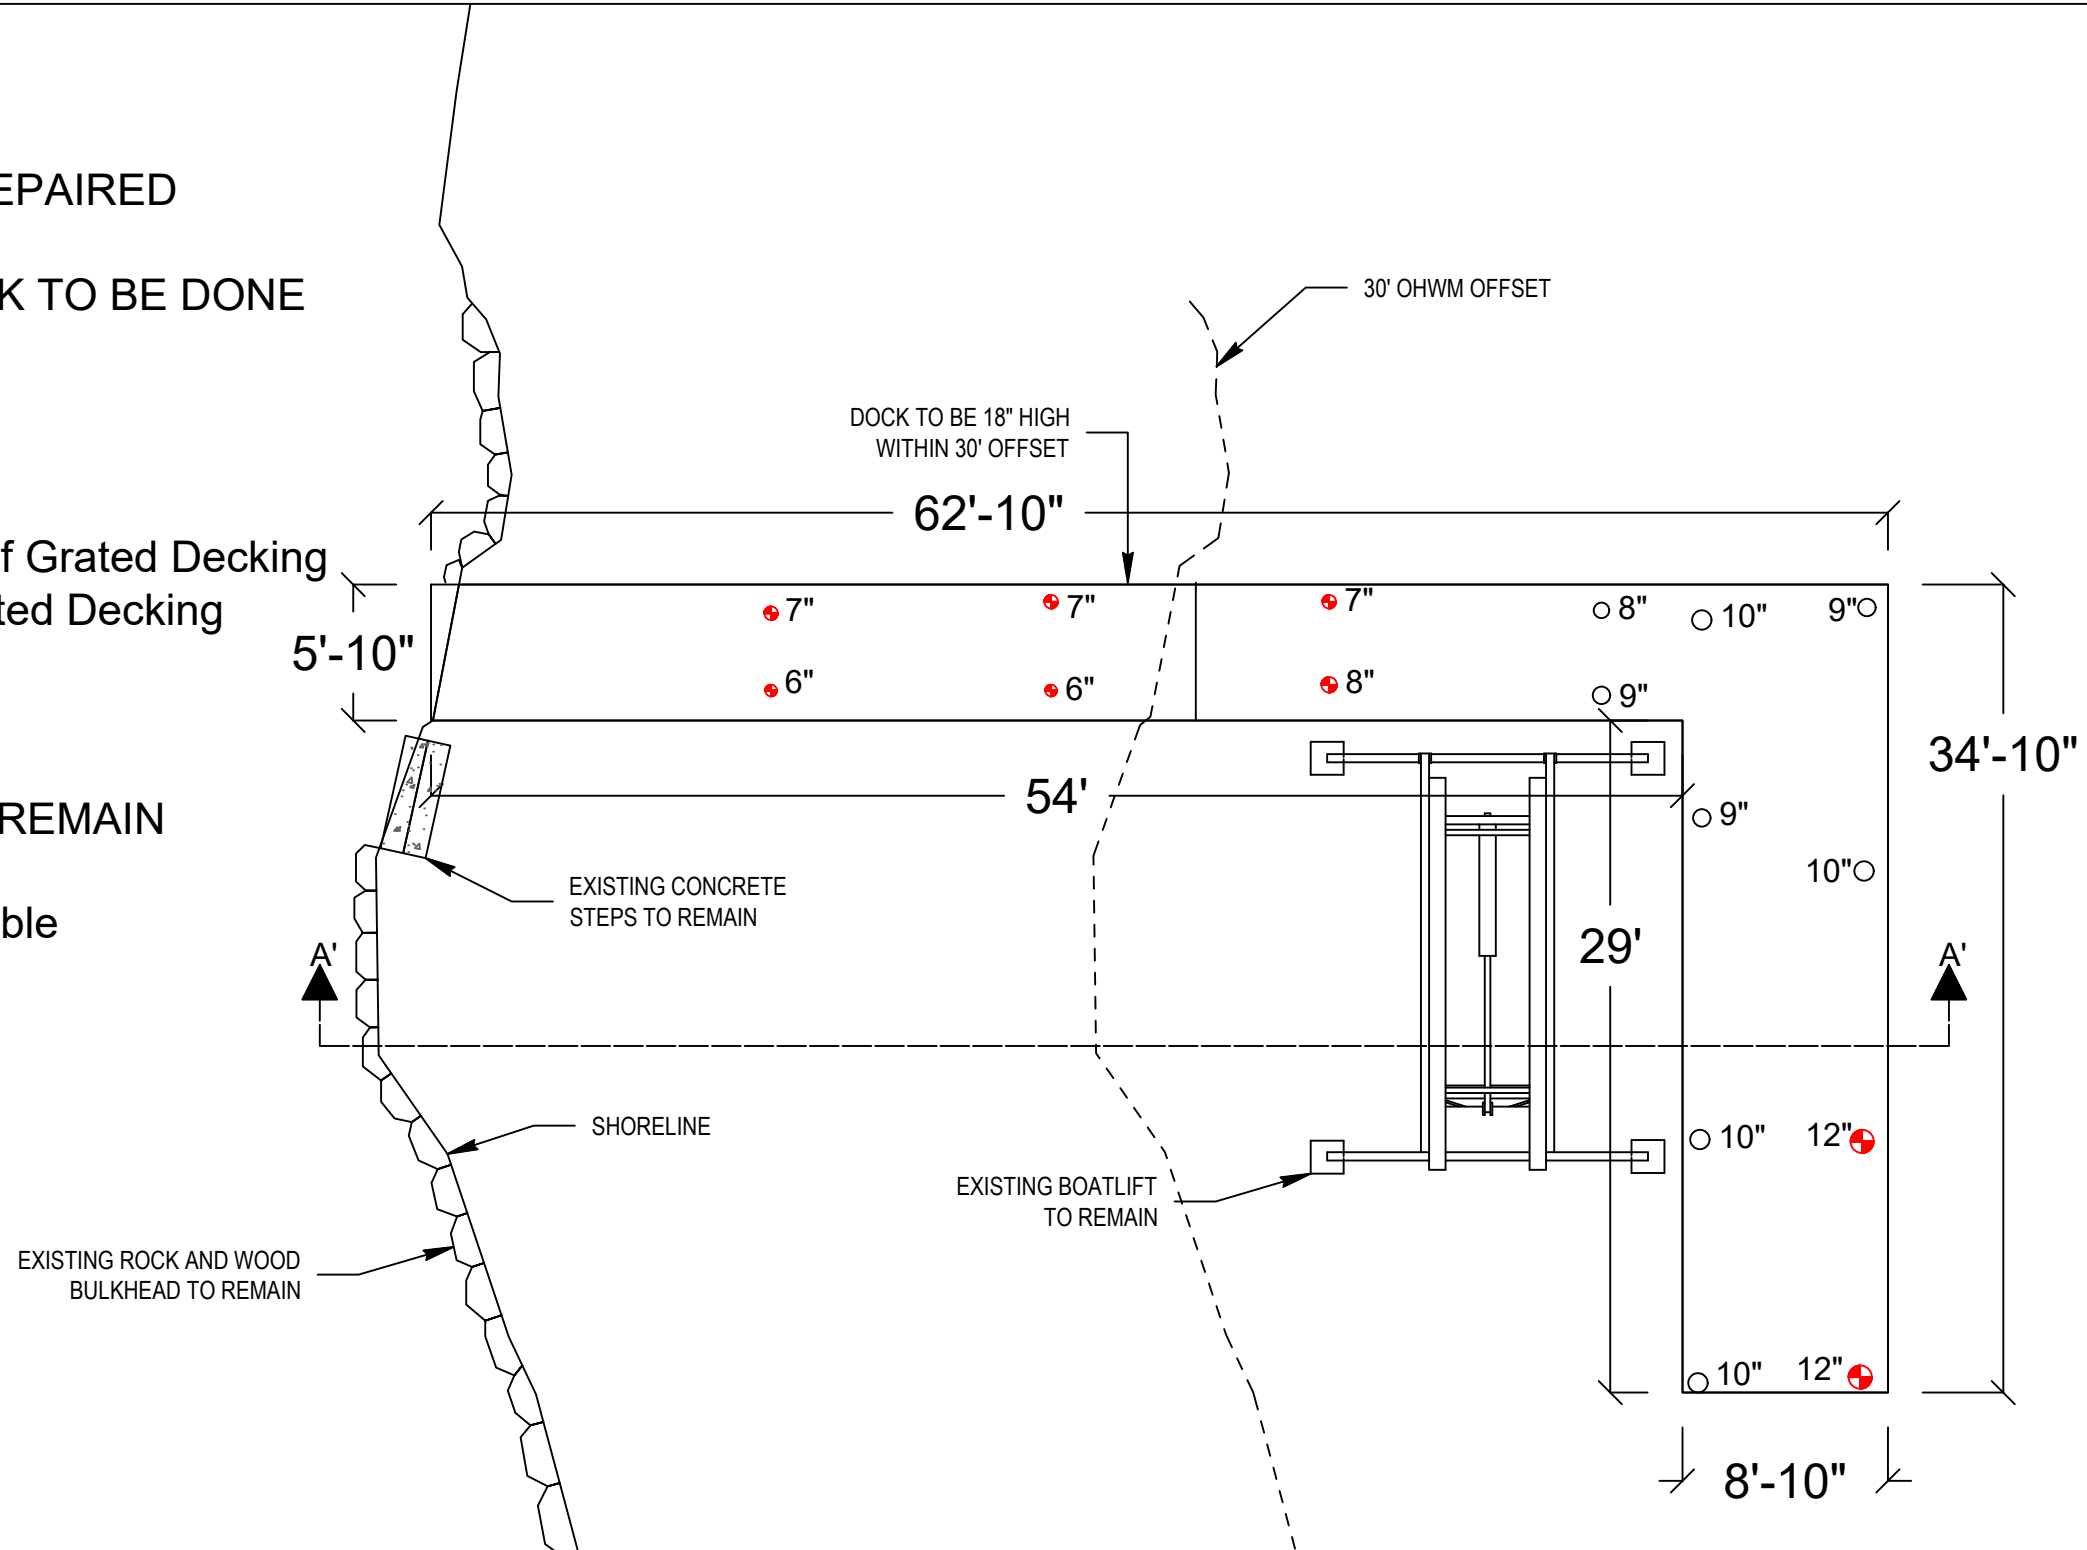 EPAIRED
K TO BE DONE
30' OHWM OFFSET
DOCK TO BE 18" HIGH
WITHIN 30' OFFSET
62'-10"
f Grated Decking
ted Decking
5'-10"
7"
7"
7"
8"
10"
9"
6"
6"
8"
9"
34'-10"
54'
REMAIN
9"
10"
EXISTING CONCRETE
STEPS TO REMAIN
ble
29'
A'
A'
SHORELINE
10"
12"
EXISTING BOATLIFT
TO REMAIN
EXISTING ROCK AND WOOD
BULKHEAD TO REMAIN
10"
12"
8'-10"